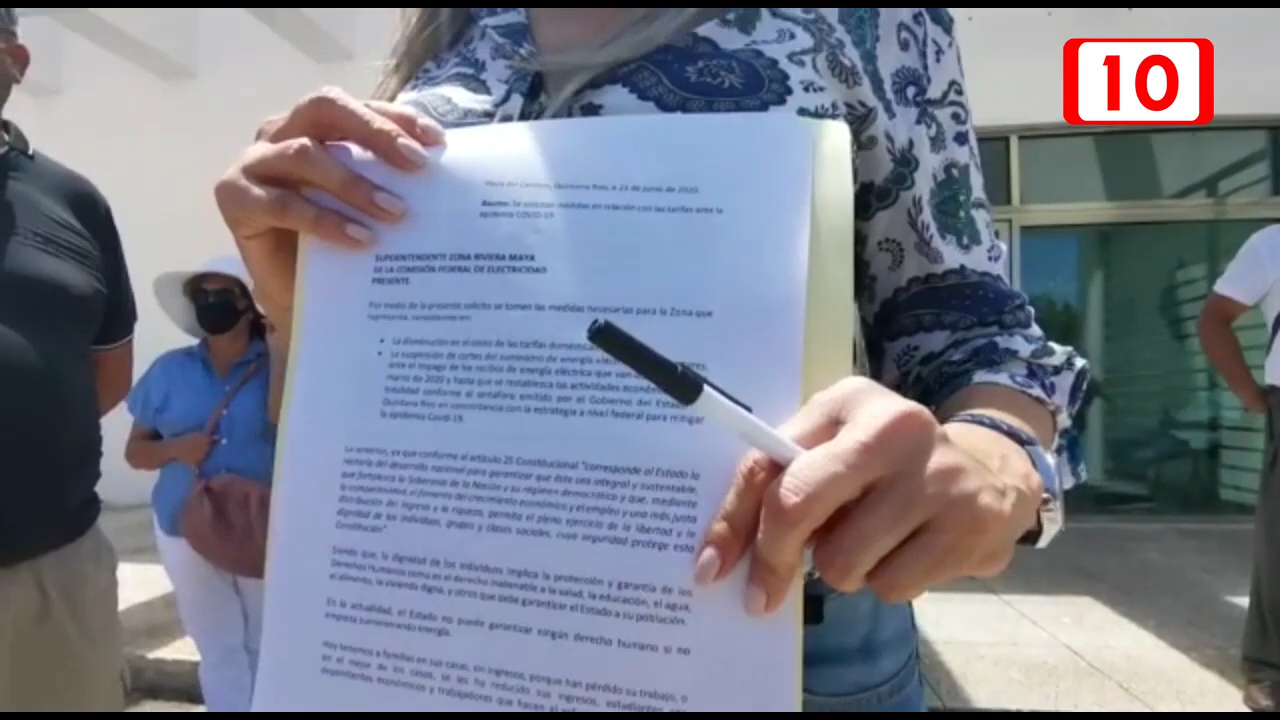 10
Playa del Carmen, Quintana Roo, a 23 de junio de 2020
Asunto: Se solicitan medidas en relación con las tarifas ante la
epidemia COVID-19
SUPERINTENDENTE ZONA RIVIERA MAYA
DE LA COMISIÓN FEDERAL DE ELECTRICIDAD
PRESENTE.
Por medio de la presente solicito se tomen las medidas necesarias para la Zona que
representa, consistentes en:
• La disminución en el costo de las tarifas
• La suspensión de cortes del suministro de energía
ante el impago de los recibos de energía eléctrica que van
marzo de 2020 y hasta que se restablezca las actividades
totalidad conforme al semáforo emitido por el Gobierno del
Quintana Roo en concordancia con la estrategia a nivel federal para mitigar
la epidemia Covid-19.
Lo anterior, ya que conforme al artículo 25 Constitucional "corresponde al Estado la
rectoría del desarrollo nacional para garantizar que éste sea integral y sustentable,
que fortalezca la Soberanía de la Nación y su régimen democrático y que, mediante
la competitividad, el fomento del crecimiento económico y el empleo y una más justa
distribución del ingreso y la riqueza, permita el pleno ejercicio de la libertad y la
dignidad de los individuos, grupos y clases sociales, cuya seguridad protege esta
Constitución".
Siendo que, la dignidad de los individuos implica la protección y garantía de los
Derechos Humanos como es el derecho inalienable a la salud, la educación, el agua,
el alimento, la vivienda digna, y otros que debe garantizar el Estado a su población.
En la actualidad, el Estado no puede garantizar ningún derecho humano si no
empieza suministrando energía.
Hoy tenemos a familias en sus casas, sin ingresos, porque han pérdido su trabajo, o
en el mejor de los casos, se les ha reducido sus ingresos, estudiantes
dependientes económicos y trabajadores que hacen